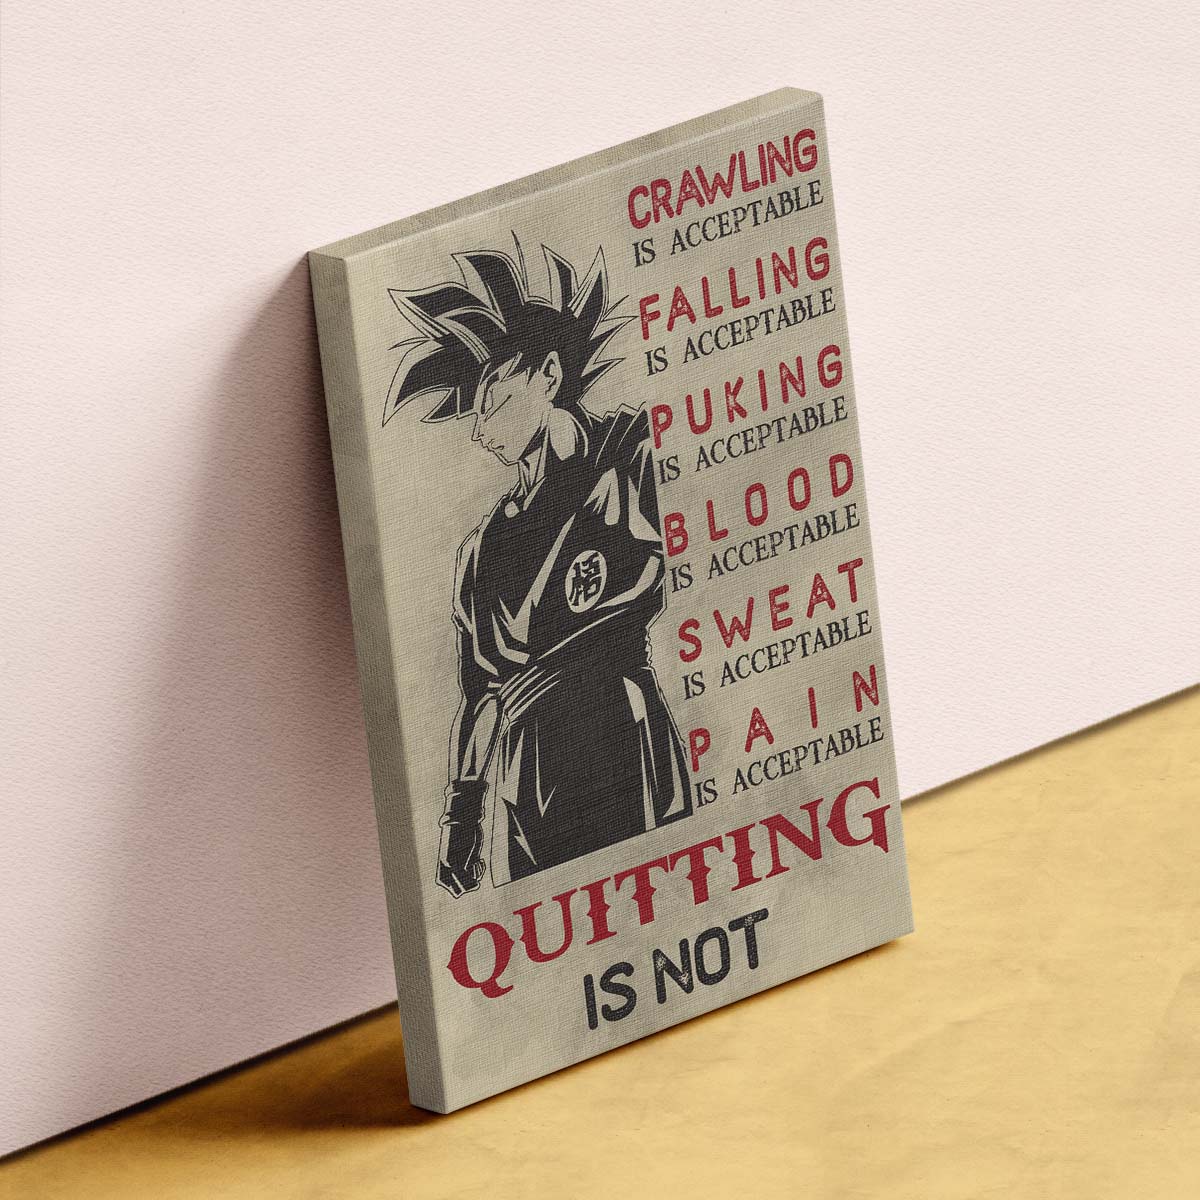 CRAWLING
IS ACCEPTABLE
FALLING
IS ACCEPTABLE
PUKING
IS ACCEPTABLE
BLOOD
IS ACCEPTABLE
SWEAT
IS ACCEPTABLE
PAIN
IS ACCEPTABLE
悟
QUITTING
IS NOT